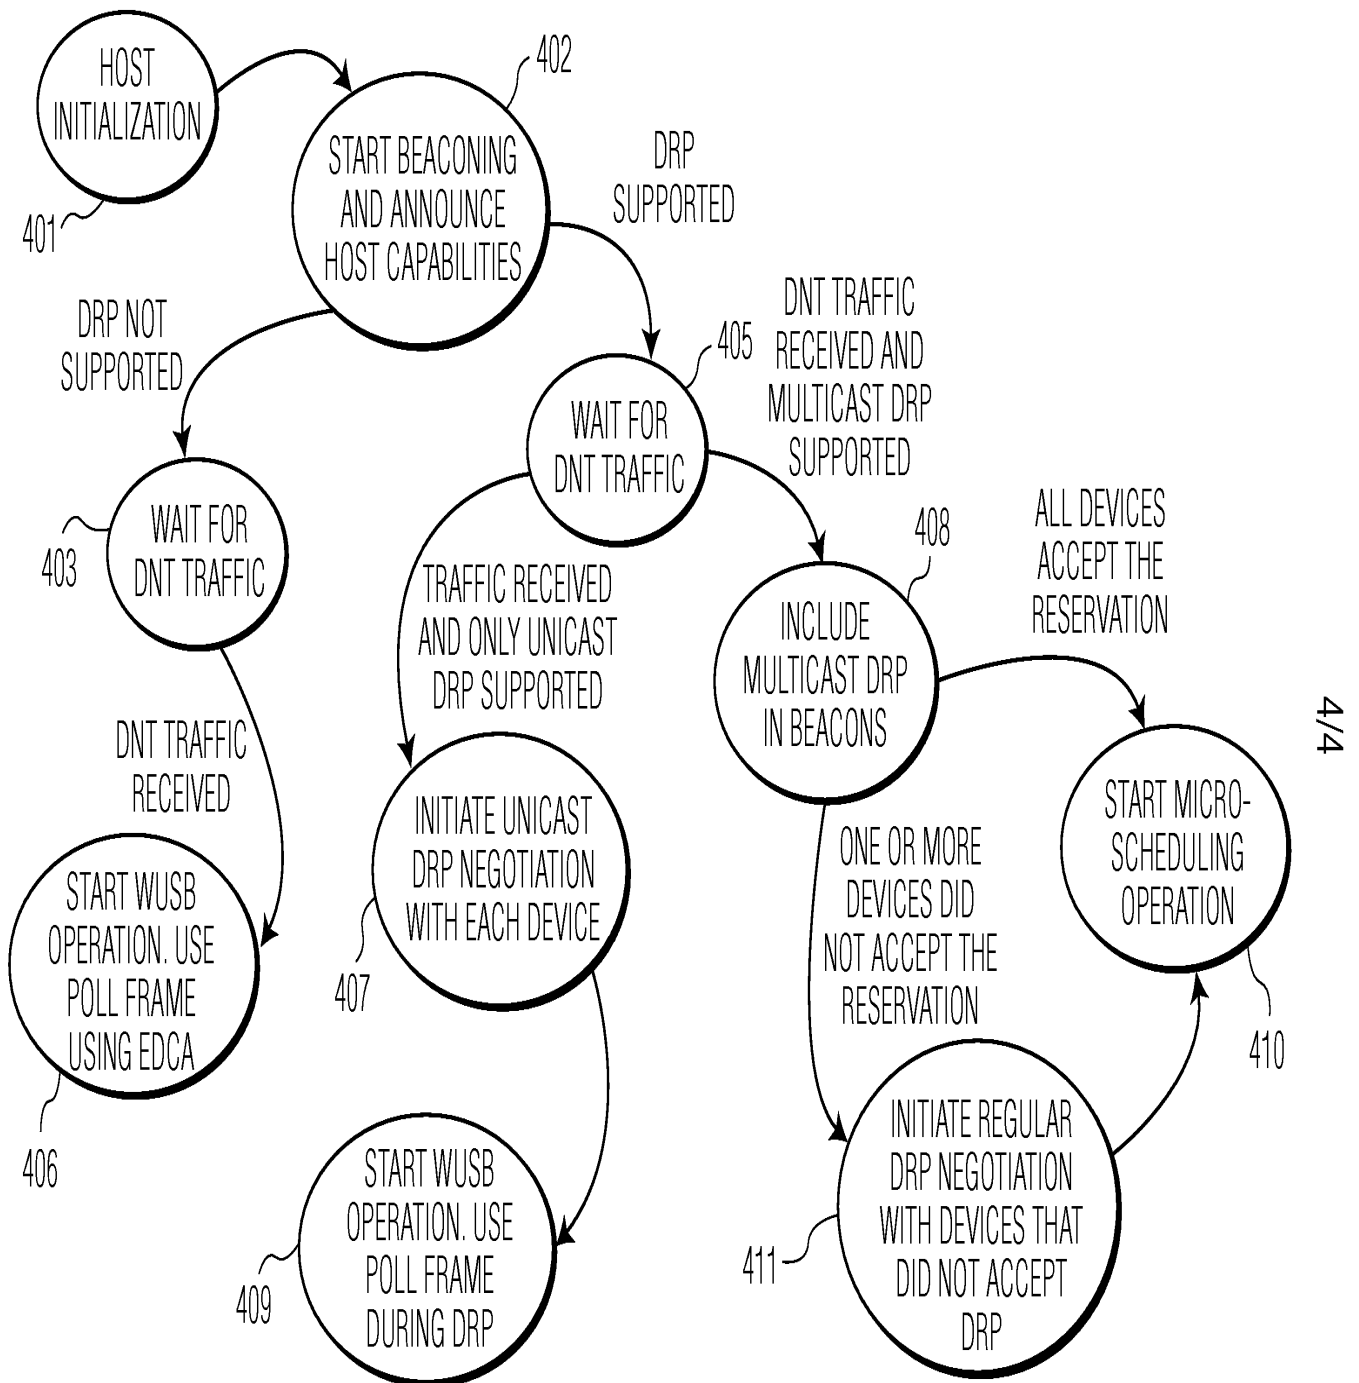 HOST
INITIALIZATION
401
402
START BEACONING
AND ANNOUNCE
HOST CAPABILITIES
DRP
SUPPORTED
DRP NOT
SUPPORTED
405
WAIT FOR
DNT TRAFFIC
DNT TRAFFIC
RECEIVED AND
MULTICAST DRP
SUPPORTED
403
WAIT FOR
DNT TRAFFIC
TRAFFIC RECEIVED
AND ONLY UNICAST
DRP SUPPORTED
408
INCLUDE
MULTICAST DRP
IN BEACONS
ALL DEVICES
ACCEPT THE
RESERVATION
4/4
DNT TRAFFIC
RECEIVED
INITIATE UNICAST
DRP NEGOTIATION
WITH EACH DEVICE
407
ONE OR MORE
DEVICES DID
NOT ACCEPT THE
RESERVATION
START MICRO-
SCHEDULING
OPERATION
410
START WUSB
OPERATION. USE
POLL FRAME
USING EDCA
406
START WUSB
OPERATION. USE
POLL FRAME
DURING DRP
409
INITIATE REGULAR
DRP NEGOTIATION
WITH DEVICES THAT
DID NOT ACCEPT
DRP
411